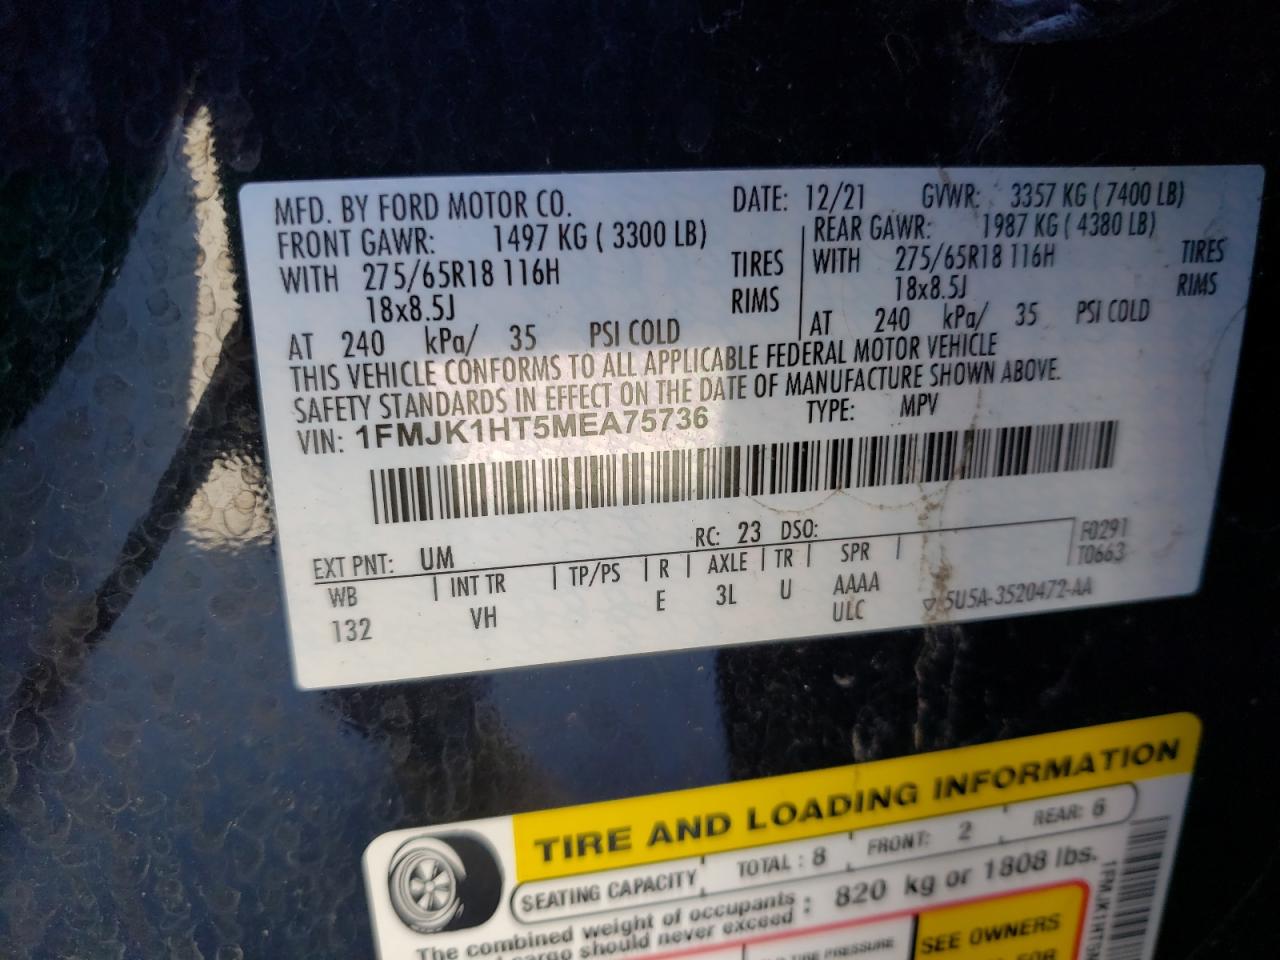 MFD. BY FORD MOTOR CO. DATE: 12/21 GVWR: 3357 KG ( 7400 LB)
FRONT GAWR: 1497 KG ( 3300 LB) REAR GAWR: 1987 KG ( 4380 LB)
WITH 275/65R18 116H TIRES WITH 275/65R18 116H TIRES
18x8.5J RIMS 18x8.5J RIMS
AT 240 kPa/ 35 PSI COLD AT 240 kPa/ 35 PSI COLD
THIS VEHICLE CONFORMS TO ALL APPLICABLE FEDERAL MOTOR VEHICLE
SAFETY STANDARDS IN EFFECT ON THE DATE OF MANUFACTURE SHOWN ABOVE.
VIN: 1FMJK1HT5MEA75736 TYPE: MPV
EXT PNT: UM RC: 23 DSO: F0291
T0663
WB INT TR TP/PS R AXLE TR SPR
132 VH E 3L U AAAA
ULC 5U5A-3520472-AA
TIRE AND LOADING INFORMATION
SEATING CAPACITY TOTAL : 8 FRONT: 2 REAR: 6
The combined weight of occupants : 820 kg or 1808 lbs.
cargo should never exceed :
TIRE PRESSURE
SEE OWNERS
FOR